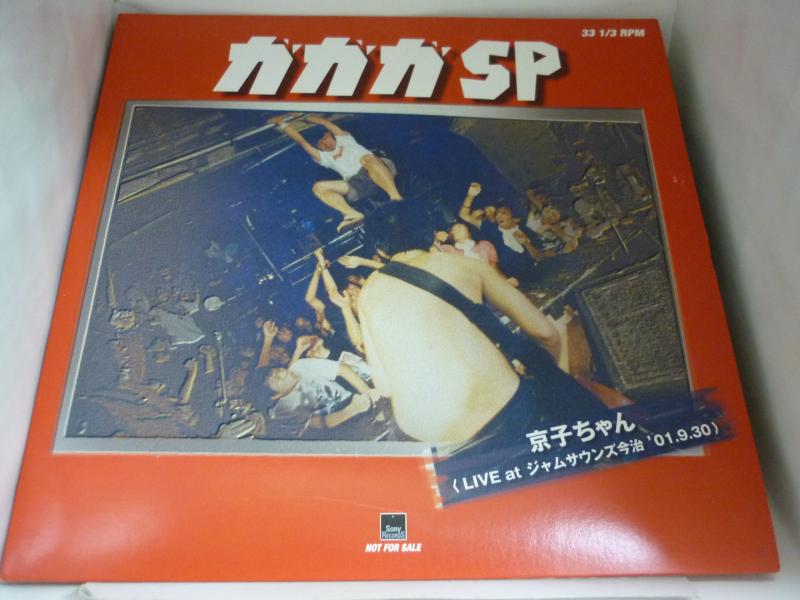 33 1/3 RPM
ガガガSP
京子ちゃん
〈LIVE at ジャムサウンズ今治 '01.9.30〉
Sony
RECORDS
NOT FOR SALE